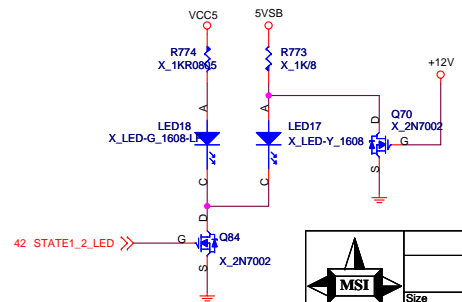 VCC5
5VSB
R774
X_1KR0805
R773
X_1K/8
+12V
A
A
D
Q70
X_2N7002
LED18
X_LED-G_1608-LF
LED17
X_LED-Y_1608
G
S
C
C
D
42 STATE1_2_LED
G
Q84
X_2N7002
S
MSI
Size